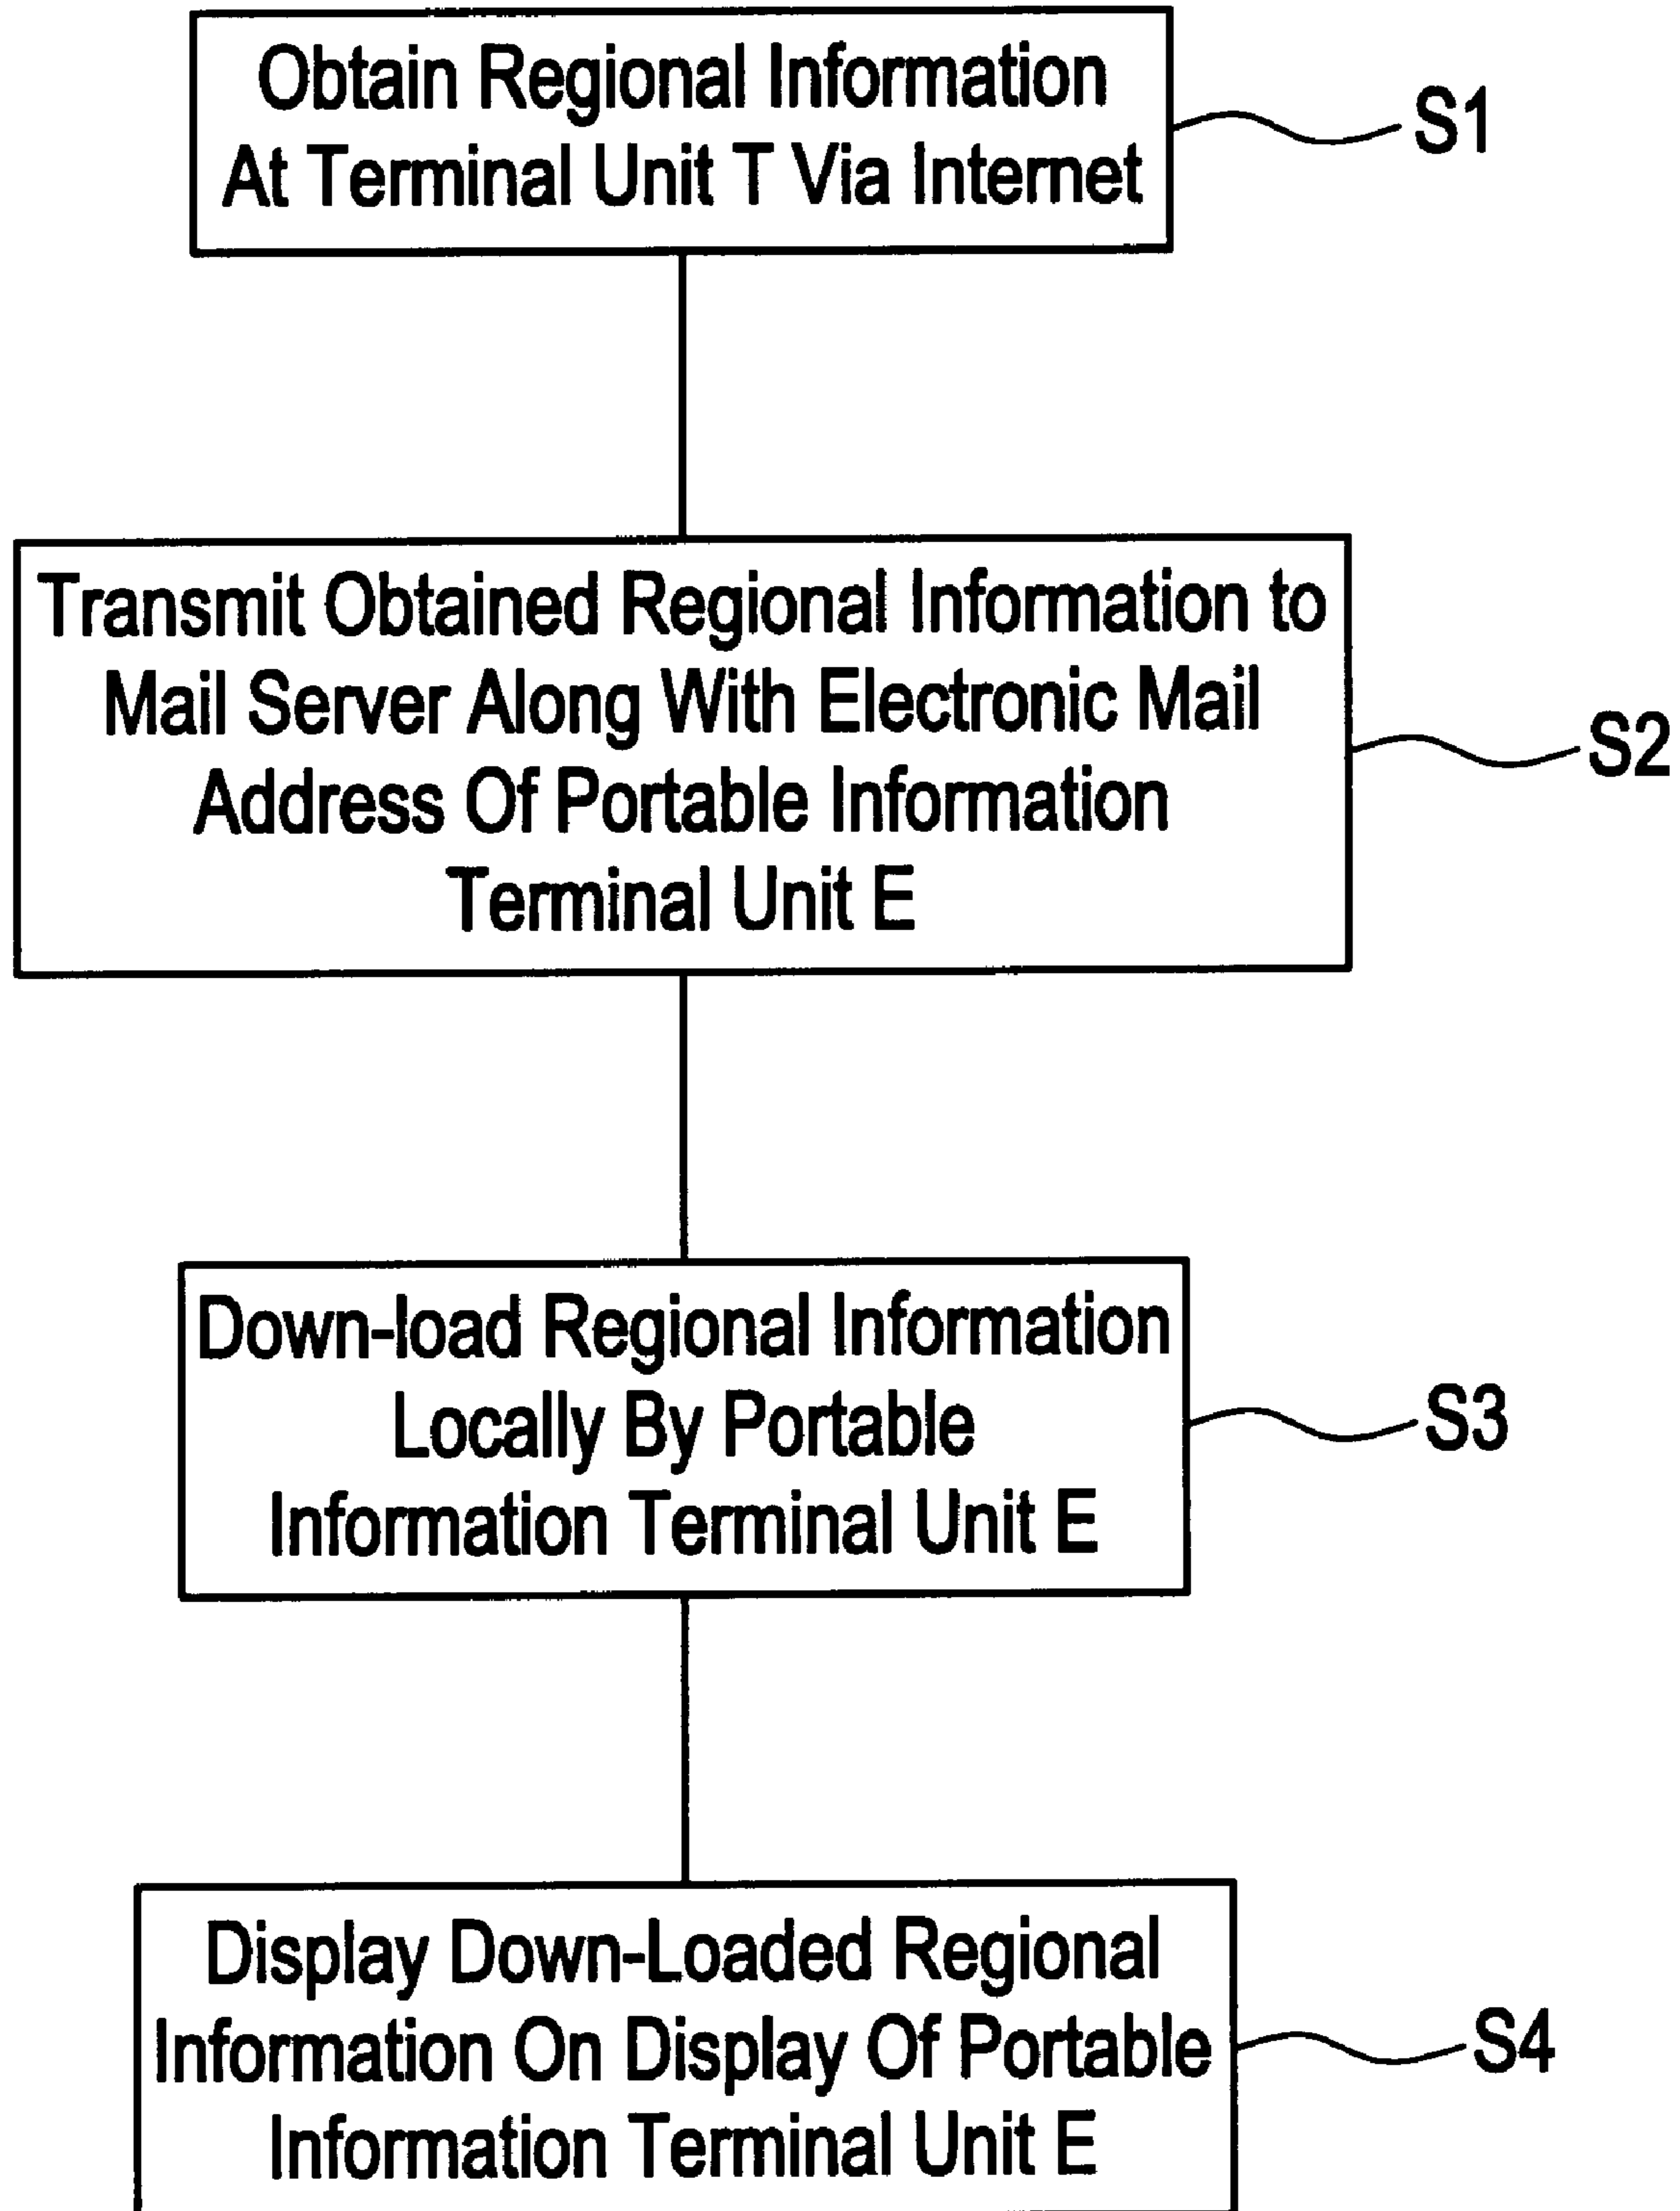 Obtain Regional Information
At Terminal Unit T Via Internet
S1
Transmit Obtained Regional Information to
Mail Server Along With Electronic Mail
Address Of Portable Information
Terminal Unit E
S2
Down-load Regional Information
Locally By Portable
Information Terminal Unit E
S3
Display Down-Loaded Regional
Information On Display Of Portable
Information Terminal Unit E
S4